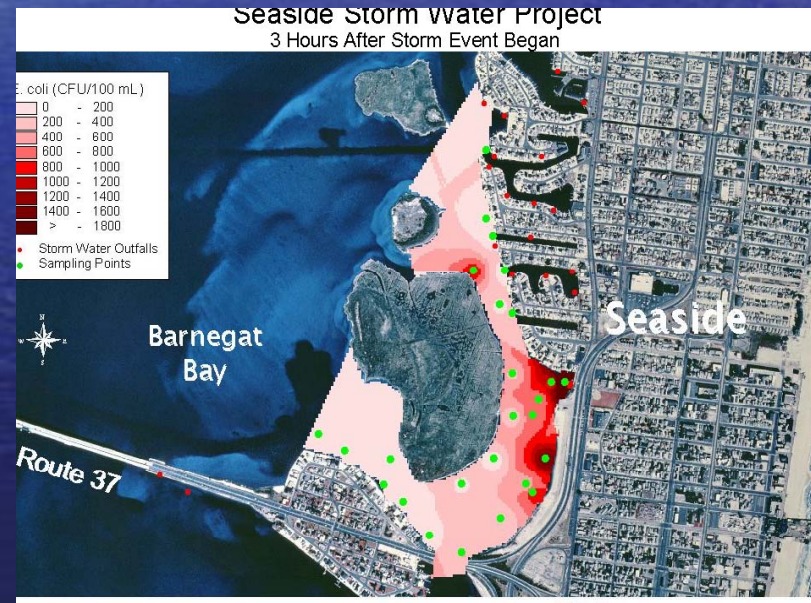 Seaside Storm Water Project
3 Hours After Storm Event Began
E. coli (CFU/100 mL)
0 - 200
200 - 400
400 - 600
600 - 800
800 - 1000
1000 - 1200
1200 - 1400
1400 - 1600
> - 1800
Storm Water Outfalls
Sampling Points
N
W E
S
Barnegat
Bay
Seaside
Route 37